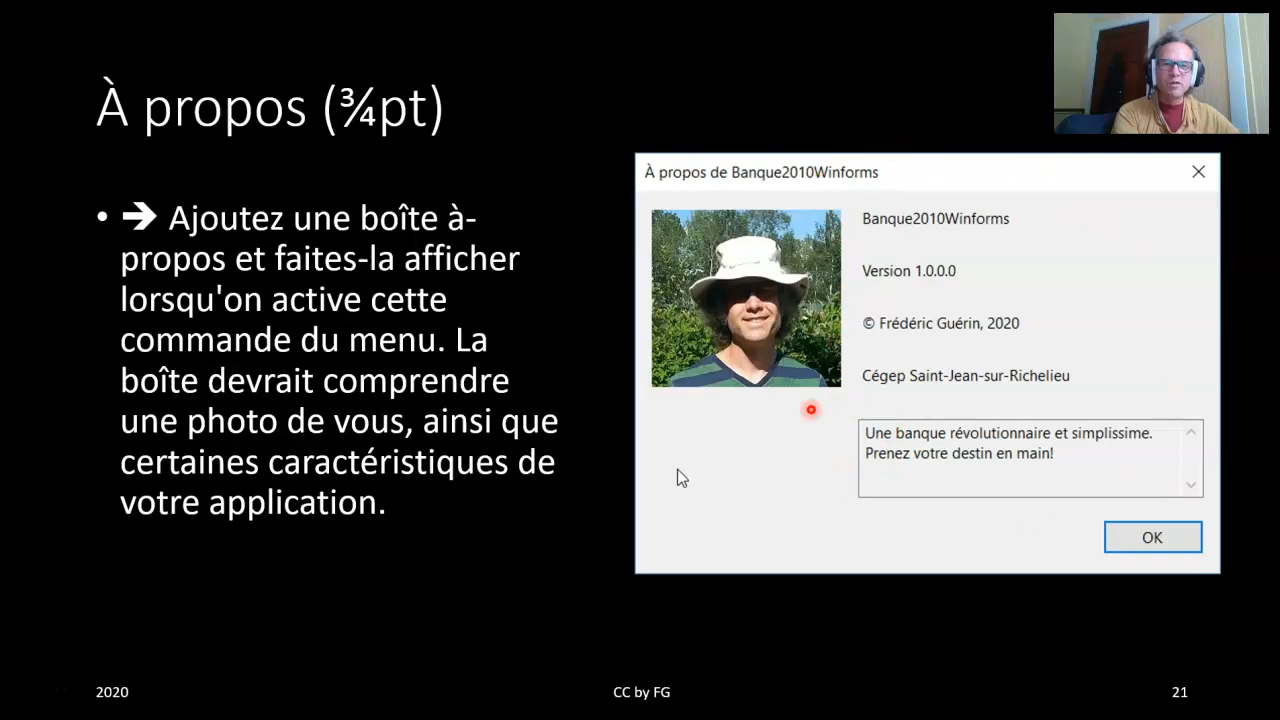 À propos (¾pt)
• ➔ Ajoutez une boîte à-
propos et faites-la afficher
lorsqu'on active cette
commande du menu. La
boîte devrait comprendre
une photo de vous, ainsi que
certaines caractéristiques de
votre application.
À propos de Banque2010Winforms
Banque2010Winforms
Version 1.0.0.0
© Frédéric Guérin, 2020
Cégep Saint-Jean-sur-Richelieu
Une banque révolutionnaire et simplissime.
Prenez votre destin en main!
OK
2020
CC by FG
21